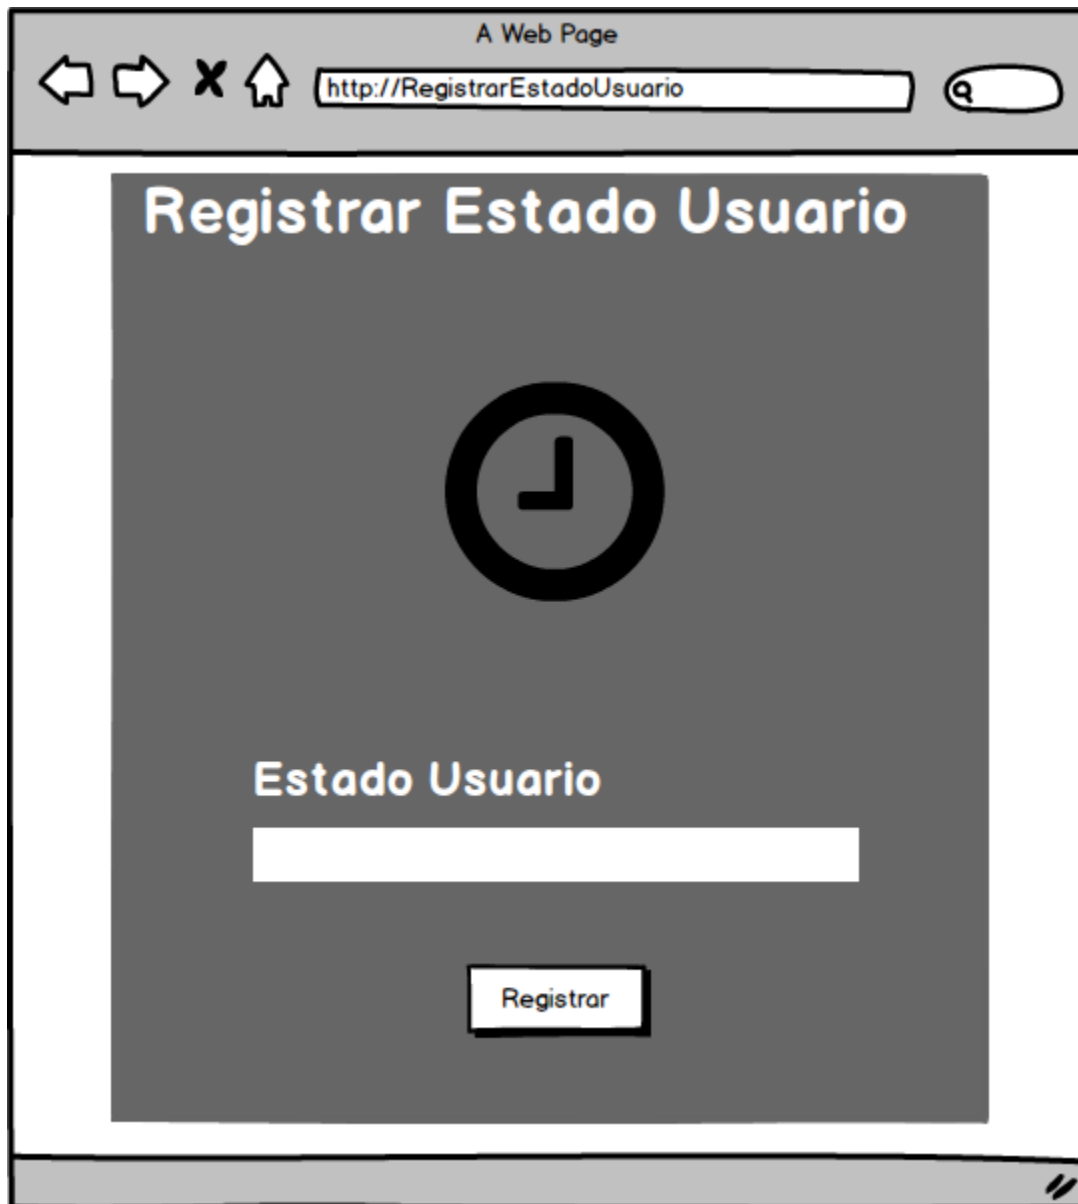 A Web Page
http://RegistrarEstadoUsuario
Registrar Estado Usuario
Estado Usuario
Registrar